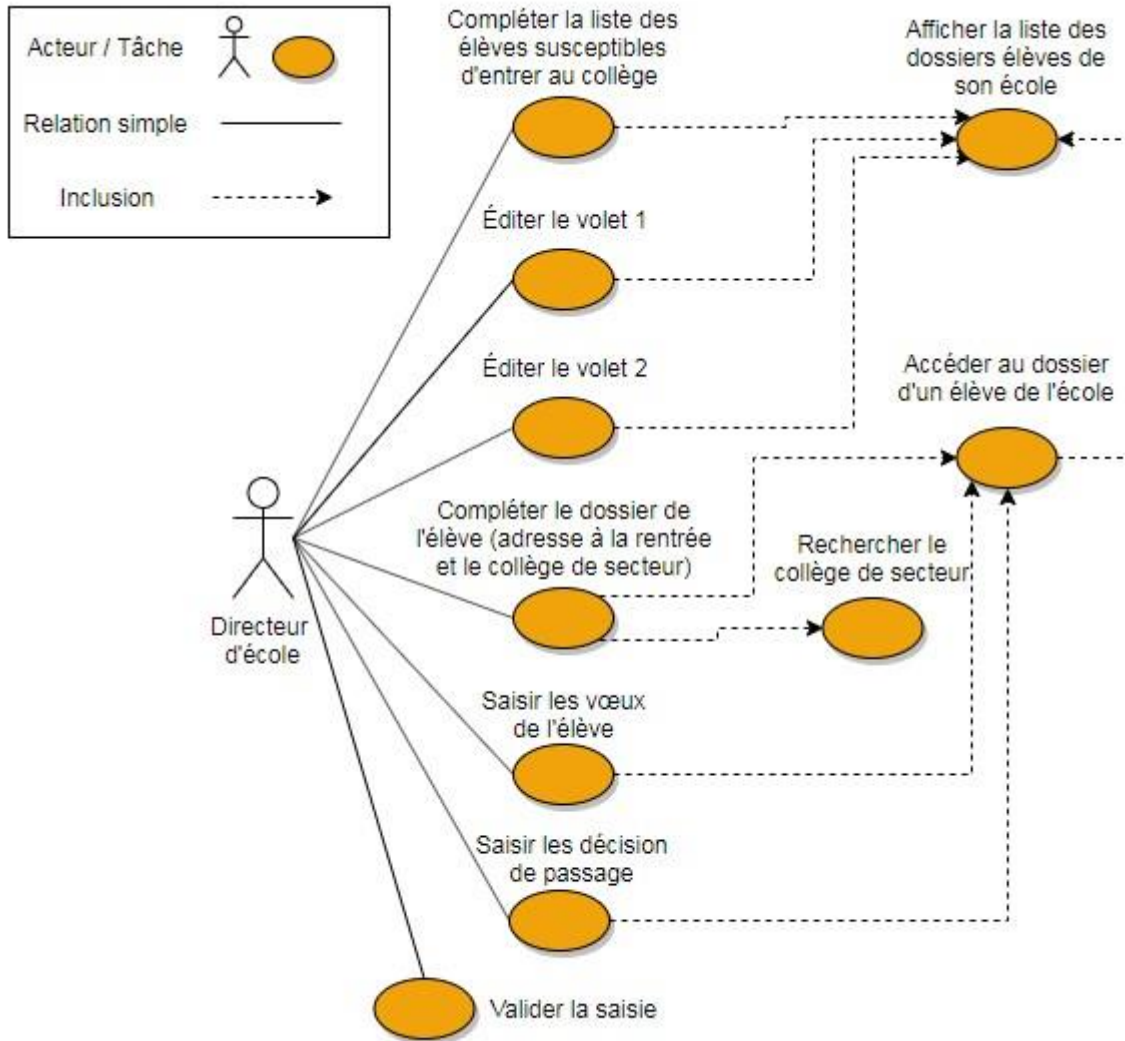 Acteur / Tâche
Relation simple
Inclusion
Compléter la liste des
élèves susceptibles
d'entrer au collège
Afficher la liste des
dossiers élèves de
son école
Éditer le volet 1
Éditer le volet 2
Accéder au dossier
d'un élève de l'école
Compléter le dossier de
l'élève (adresse à la rentrée
et le collège de secteur)
Rechercher le
collège de secteur
Directeur
d'école
Saisir les vœux
de l'élève
Saisir les décision
de passage
Valider la saisie